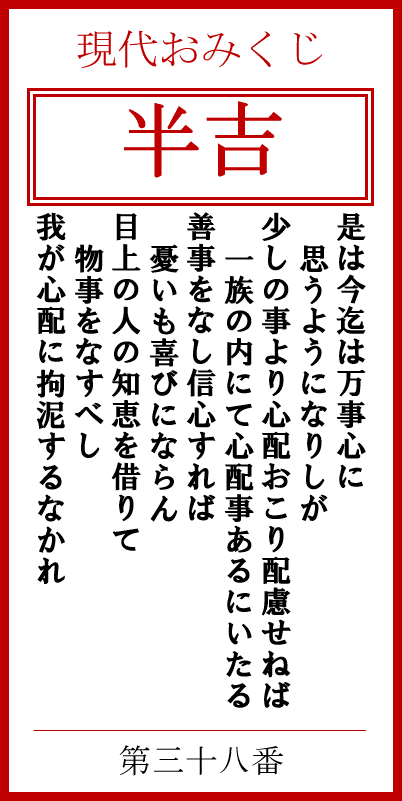 現代おみくじ
半吉
是は今迄は万事心に
思うようになりしが
少しの事より心配おこり配慮せねば
一族の内にて心配事あるにいたる
善事をなし信心すれば
憂いも喜びにならん
目上の人の知恵を借りて
物事をなすべし
我が心配に拘泥するなかれ
第三十八番